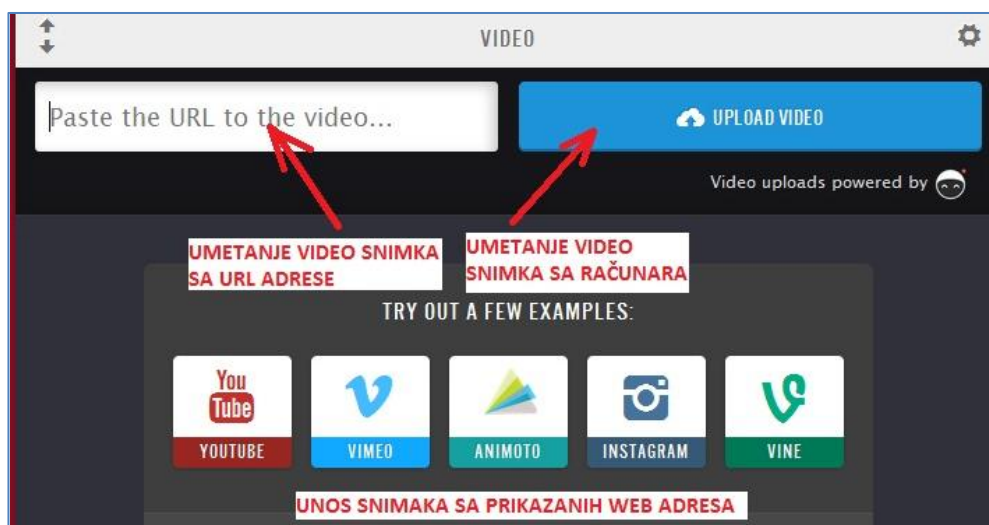 VIDEO
Paste the URL to the video...
UPLOAD VIDEO
Video uploads powered by
UMETANJE VIDEO SNIMKA
SA URL ADRESE
UMETANJE VIDEO
SNIMKA SA RAČUNARA
TRY OUT A FEW EXAMPLES:
You
Tube
YOUTUBE
VIMEO
ANIMOTO
INSTAGRAM
VINE
UNOS SNIMAKA SA PRIKAZANIH WEB ADRESA